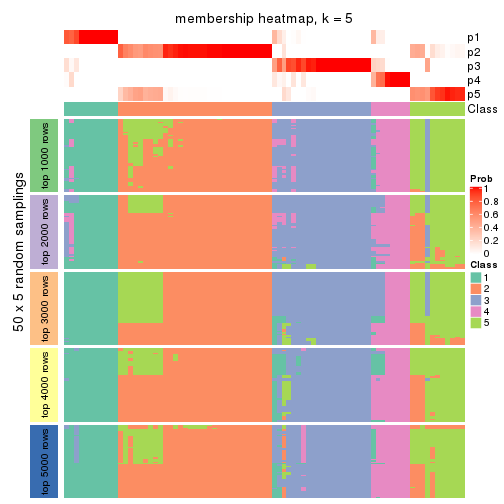 membership heatmap, k = 5
p1
p2
p3
p4
p5
Class
50 x 5 random samplings
top 1000 rows
top 2000 rows
top 3000 rows
top 4000 rows
top 5000 rows
Prob
1
0.8
0.6
0.4
0.2
0
Class
1
2
3
4
5